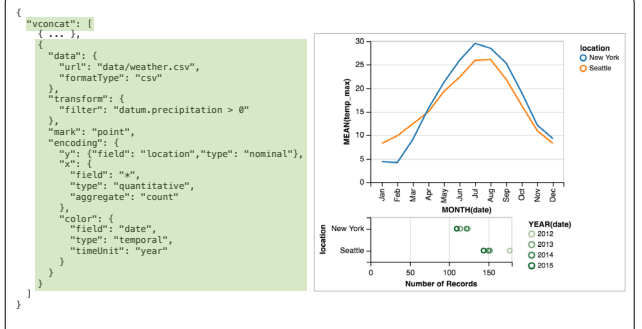 {
"vconcat": [
{ ... },
{
"data": {
"url": "data/weather.csv",
"formatType": "csv"
},
"transform": {
"filter": "datum.precipitation > 0"
},
"mark": "point",
"encoding": {
"y": {"field": "location","type": "nominal"},
"x": {
"field": "*",
"type": "quantitative",
"aggregate": "count"
},
"color": {
"field": "date",
"type": "temporal",
"timeUnit": "year"
}
}
}
]
}
30
25
20
15
10
5
0
MEAN(temp_max)
Jan
Feb
Mar
Apr
May
Jun
Jul
Aug
Sep
Oct
Nov
Dec
MONTH(date)
location
New York
Seattle
location
New York
Seattle
0 50 100 150
Number of Records
YEAR(date)
2012
2013
2014
2015